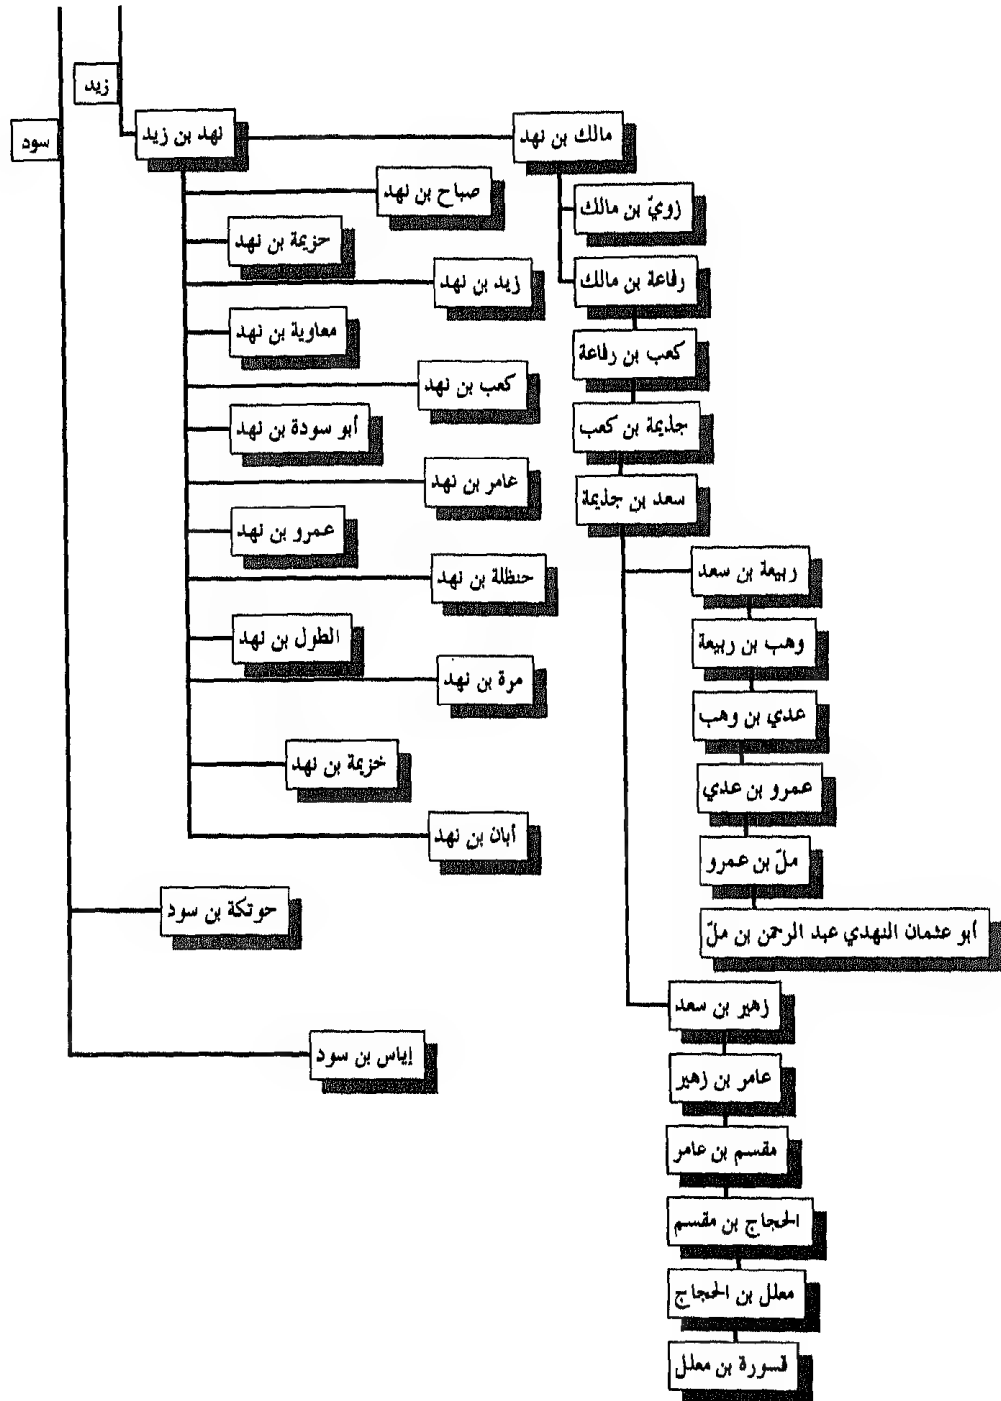 زيد
سود
نهد بن زيد
مالك بن نهد
صباح بن نهد
زويّ بن مالك
حزيمة بن نهد
زيد بن نهد
رفاعة بن مالك
معاوية بن نهد
كعب بن رفاعة
كعب بن نهد
أبو سودة بن نهد
جذيمة بن كعب
عامر بن نهد
سعد بن جذيمة
عمرو بن نهد
حنظلة بن نهد
ربيعة بن سعد
الطول بن نهد
وهب بن ربيعة
مرة بن نهد
عدي بن وهب
خزيمة بن نهد
عمرو بن عدي
أبان بن نهد
ملّ بن عمرو
حوتكة بن سود
أبو عثمان النهدي عبد الرحمن بن ملّ
زهير بن سعد
إياس بن سود
عامر بن زهير
مقسم بن عامر
الحجاج بن مقسم
معلل بن الحجاج
قسورة بن معلل